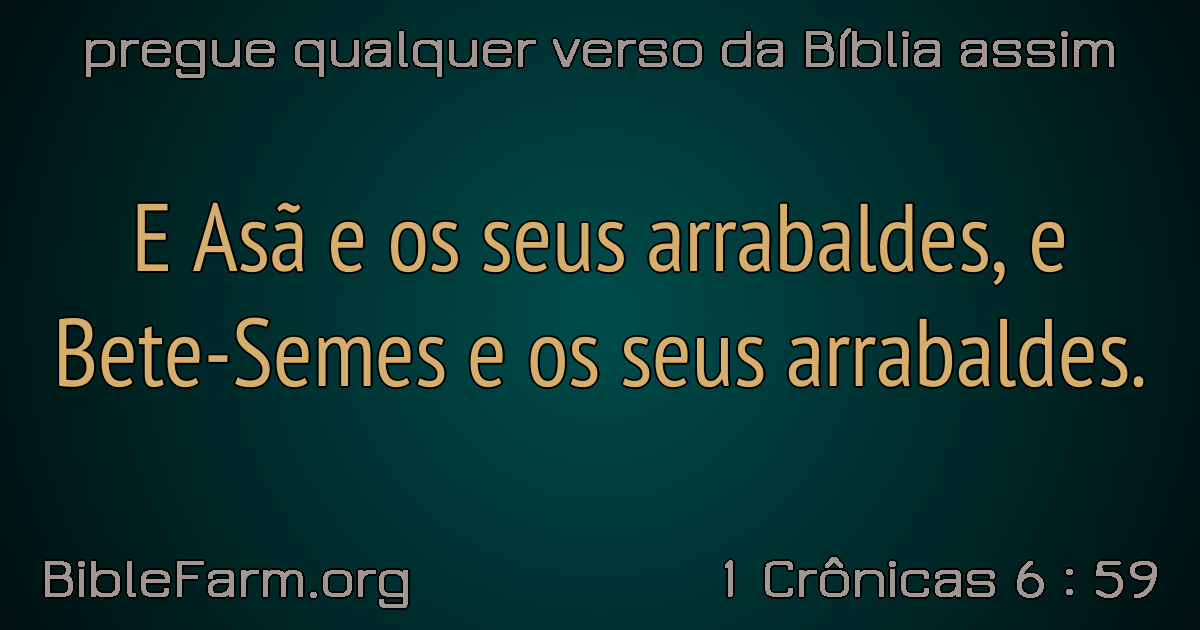 pregue qualquer verso da Bíblia assim
E Asã e os seus arrabaldes, e
Bete-Semes e os seus arrabaldes.
BibleFarm.org
1 Crônicas 6 : 59